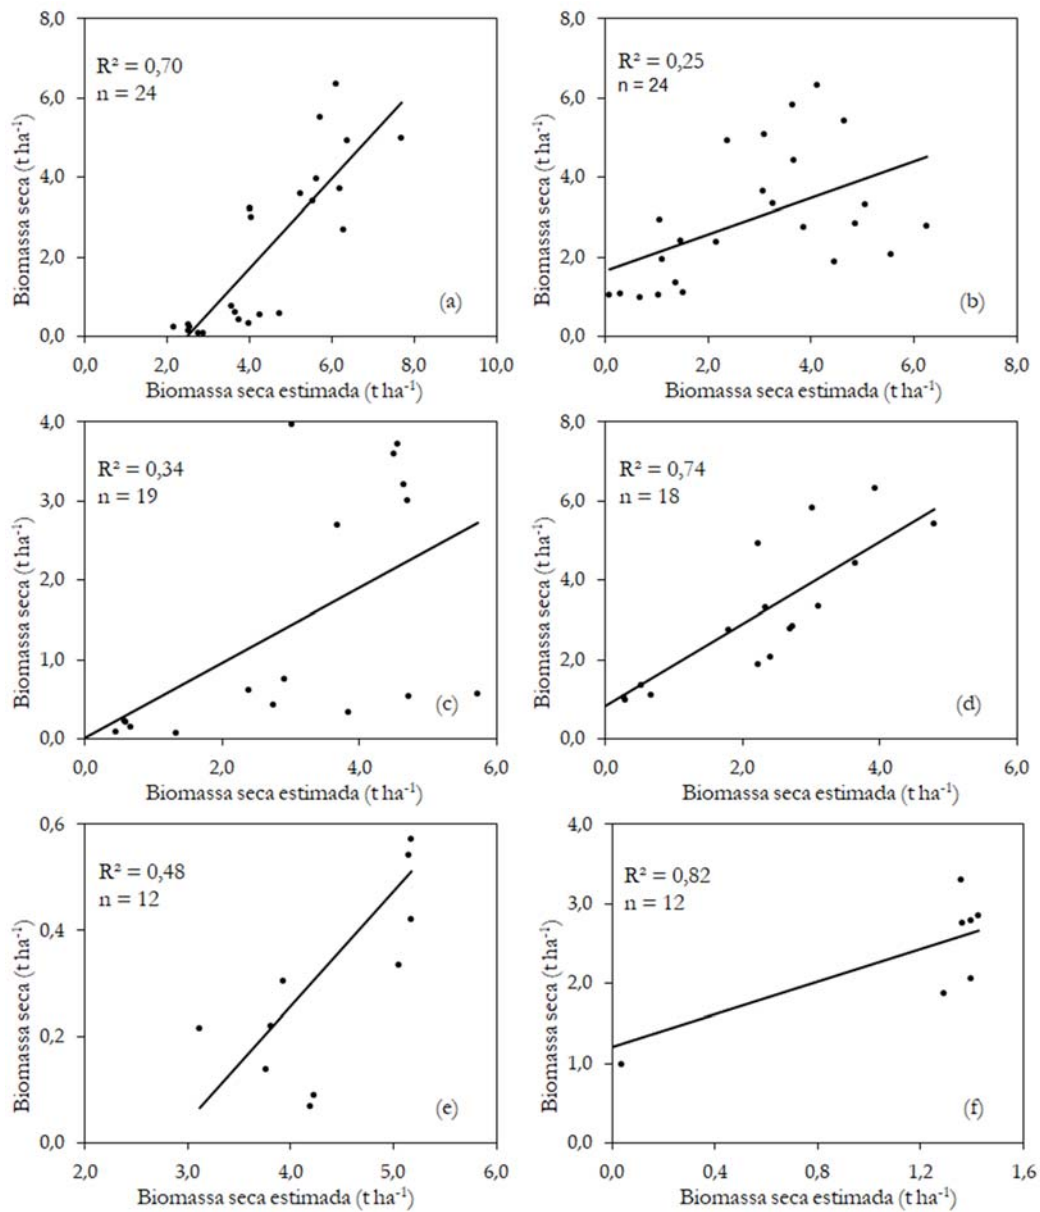 8,0
6,0
4,0
2,0
0,0
Biomassa seca (t ha⁻¹)
R² = 0,70
n = 24
(a)
0,0 2,0 4,0 6,0 8,0 10,0
Biomassa seca estimada (t ha⁻¹)
8,0
6,0
4,0
2,0
0,0
Biomassa seca (t ha⁻¹)
R² = 0,25
n = 24
(b)
0,0 2,0 4,0 6,0 8,0
Biomassa seca estimada (t ha⁻¹)
4,0
3,0
2,0
1,0
0,0
Biomassa seca (t ha⁻¹)
R² = 0,34
n = 19
(c)
0,0 2,0 4,0 6,0
Biomassa seca estimada (t ha⁻¹)
8,0
6,0
4,0
2,0
0,0
Biomassa seca (t ha⁻¹)
R² = 0,74
n = 18
(d)
0,0 2,0 4,0 6,0
Biomassa seca estimada (t ha⁻¹)
0,6
0,4
0,2
0,0
Biomassa seca (t ha⁻¹)
R² = 0,48
n = 12
(e)
2,0 3,0 4,0 5,0 6,0
Biomassa seca estimada (t ha⁻¹)
4,0
3,0
2,0
1,0
0,0
Biomassa seca (t ha⁻¹)
R² = 0,82
n = 12
(f)
0,0 0,4 0,8 1,2 1,6
Biomassa seca estimada (t ha⁻¹)